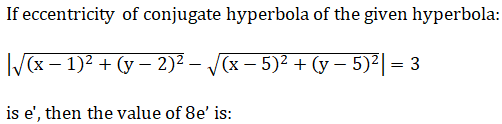 If eccentricity of conjugate hyperbola of the given hyperbola:
|√(x − 1)² + (y − 2)² − √(x − 5)² + (y − 5)²| = 3
is e', then the value of 8e′ is: